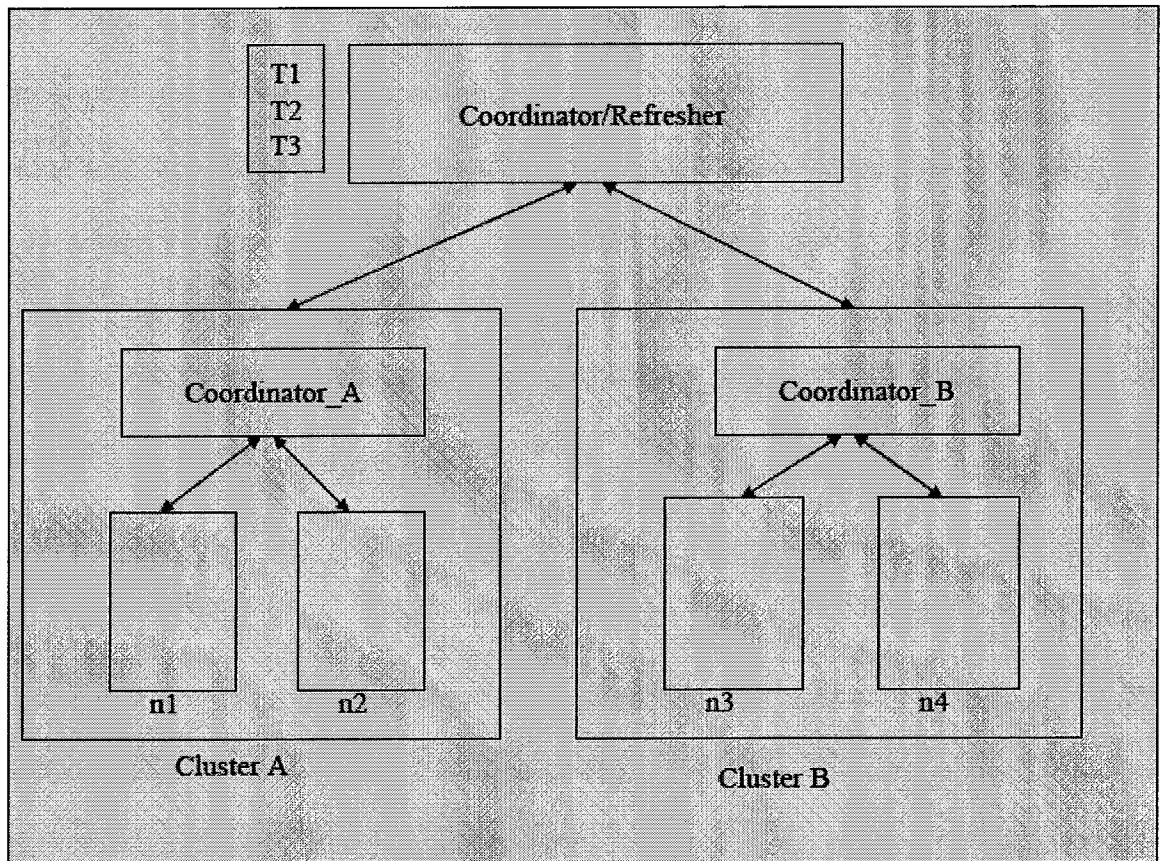 T1
T2
T3
Coordinator/Refresher
Coordinator_A
Coordinator_B
n1
n2
n3
n4
Cluster A
Cluster B